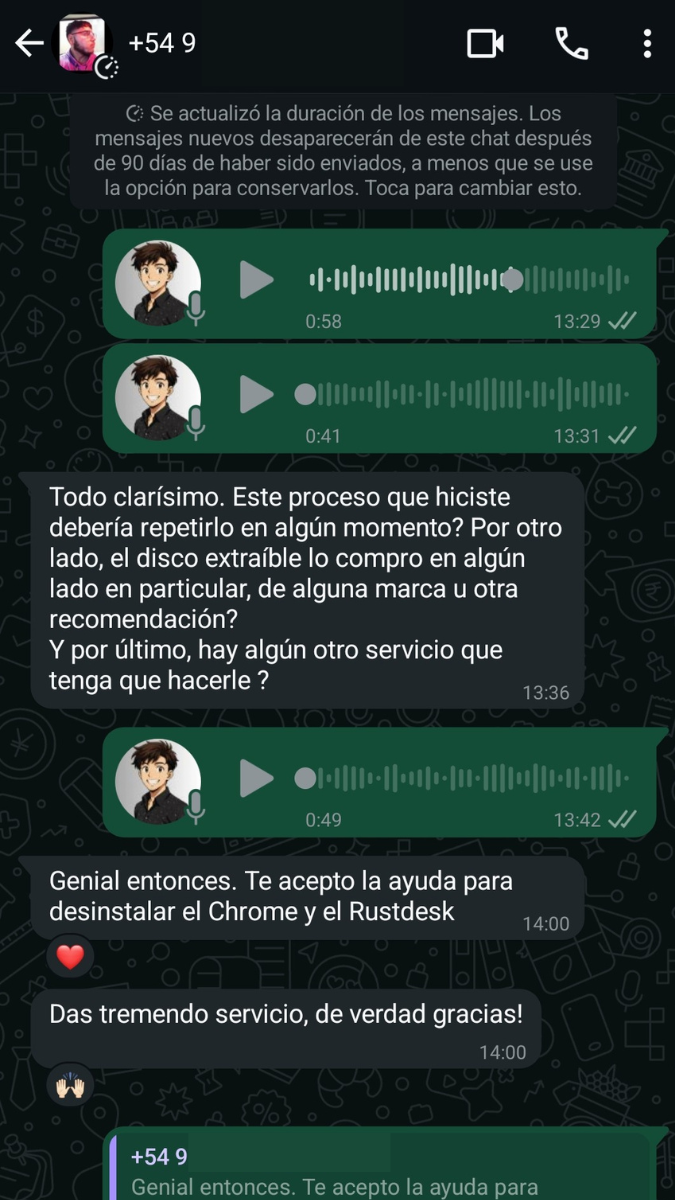 +54 9
Se actualizó la duración de los mensajes. Los
mensajes nuevos desaparecerán de este chat después
de 90 días de haber sido enviados, a menos que se use
la opción para conservarlos. Toca para cambiar esto.
0:58 13:29
0:41 13:31
Todo clarísimo. Este proceso que hiciste
debería repetirlo en algún momento? Por otro
lado, el disco extraíble lo compro en algún
lado en particular, de alguna marca u otra
recomendación?
Y por último, hay algún otro servicio que
tenga que hacerle ?
13:36
0:49 13:42
Genial entonces. Te acepto la ayuda para
desinstalar el Chrome y el Rustdesk
14:00
Das tremendo servicio, de verdad gracias!
14:00
+54 9
Genial entonces. Te acepto la ayuda para